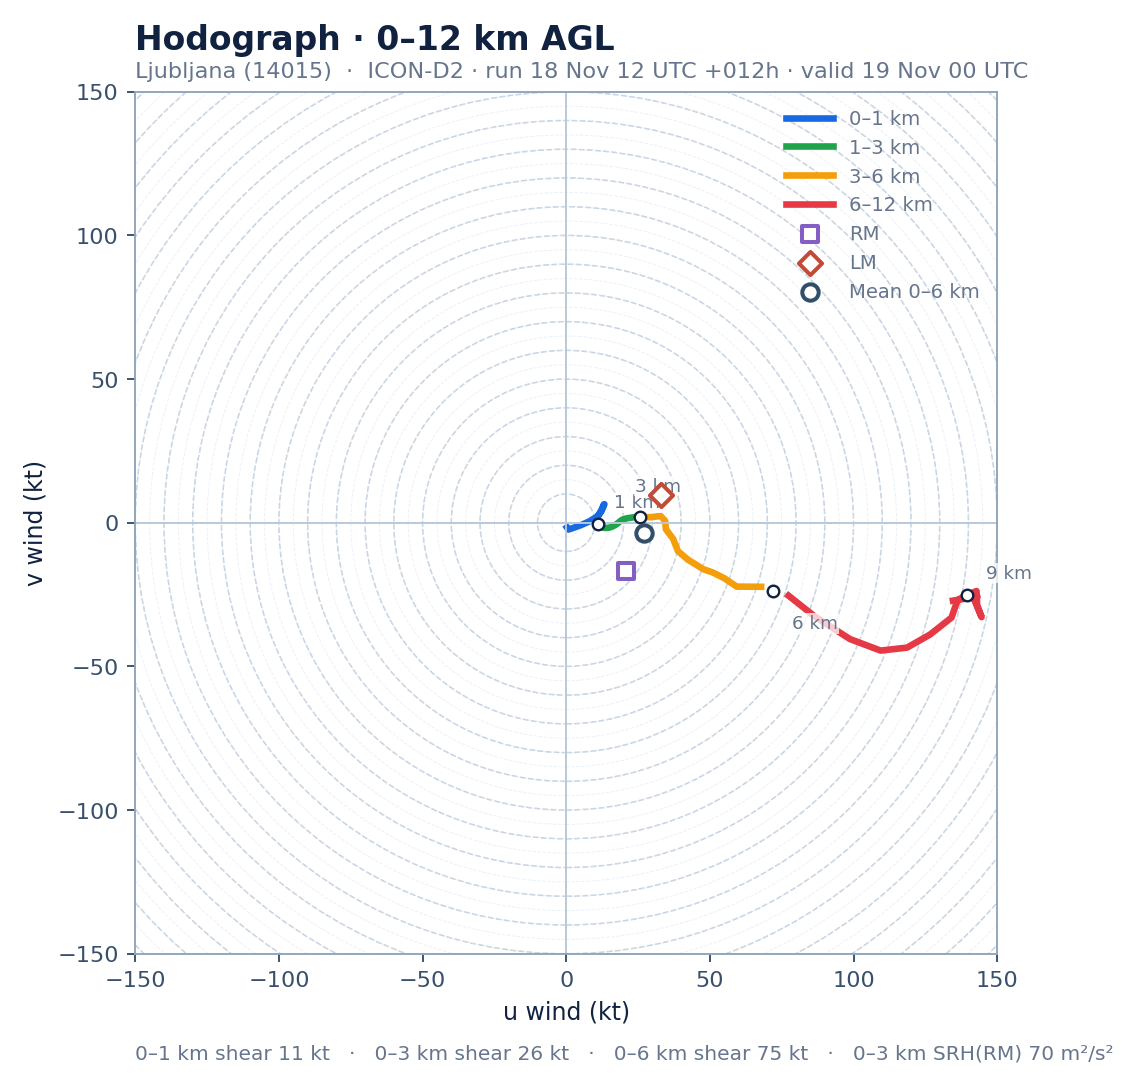 Hodograph · 0–12 km AGL
Ljubljana (14015) · ICON-D2 · run 18 Nov 12 UTC +012h · valid 19 Nov 00 UTC
150
100
50
0
−50
−100
−150
v wind (kt)
0–1 km
1–3 km
3–6 km
6–12 km
RM
LM
Mean 0–6 km
3 km
1 km
9 km
6 km
−150
−100
−50
0
50
100
150
u wind (kt)
0–1 km shear 11 kt · 0–3 km shear 26 kt · 0–6 km shear 75 kt · 0–3 km SRH(RM) 70 m²/s²